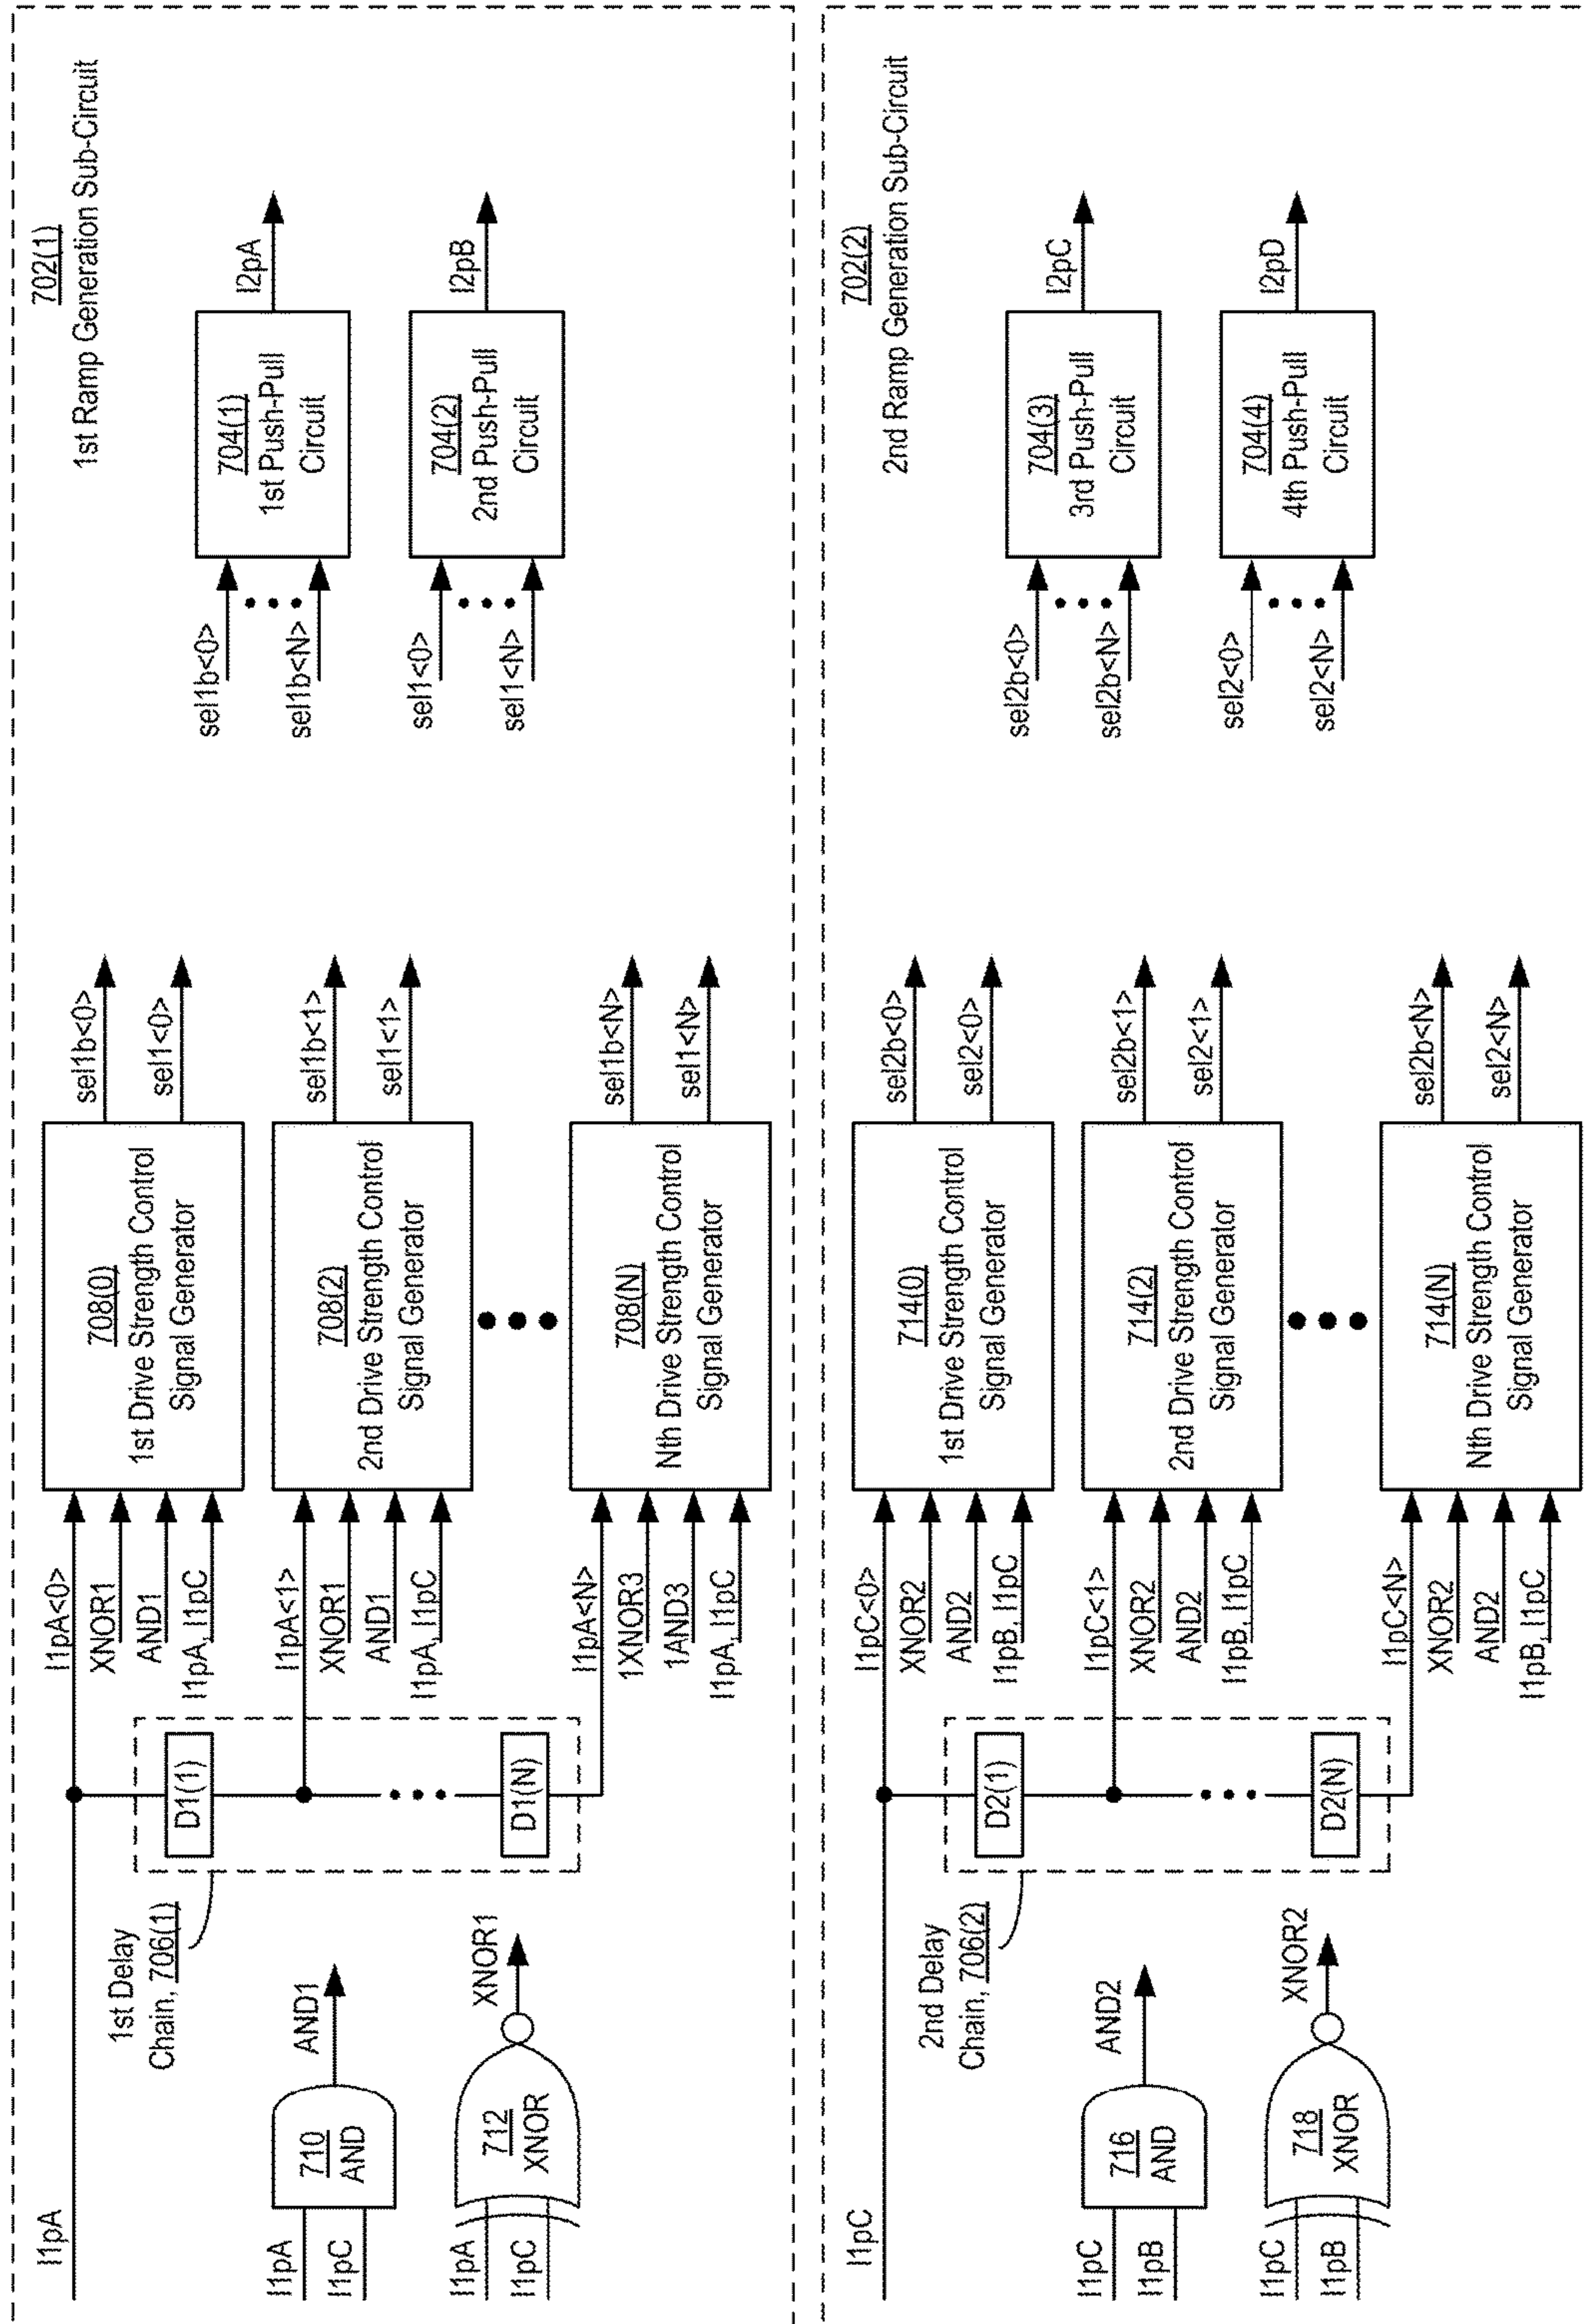 702(1)
1st Ramp Generation Sub-Circuit
I1pA
I1pA<0>
XNOR1
AND1
I1pA, I1pC
708(0)
1st Drive Strength Control
Signal Generator
sel1b<0>
sel1<0>
1st Delay
Chain, 706(1)
D1(1)
D1(N)
I1pA<1>
XNOR1
AND1
I1pA, I1pC
708(2)
2nd Drive Strength Control
Signal Generator
sel1b<1>
sel1<1>
I1pA<N>
1XNOR3
1AND3
I1pA, I1pC
708(N)
Nth Drive Strength Control
Signal Generator
sel1b<N>
sel1<N>
I1pA
I1pC
710
AND
AND1
I1pA
I1pC
712
XNOR
XNOR1
sel1b<0>
sel1b<N>
704(1)
1st Push-Pull
Circuit
I2pA
sel1<0>
sel1<N>
704(2)
2nd Push-Pull
Circuit
I2pB
702(2)
2nd Ramp Generation Sub-Circuit
I1pC
I1pC<0>
XNOR2
AND2
I1pB, I1pC
714(0)
1st Drive Strength Control
Signal Generator
sel2b<0>
sel2<0>
2nd Delay
Chain, 706(2)
D2(1)
D2(N)
I1pC<1>
XNOR2
AND2
I1pB, I1pC
714(2)
2nd Drive Strength Control
Signal Generator
sel2b<1>
sel2<1>
I1pC<N>
XNOR2
AND2
I1pB, I1pC
714(N)
Nth Drive Strength Control
Signal Generator
sel2b<N>
sel2<N>
I1pC
I1pB
716
AND
AND2
I1pC
I1pB
718
XNOR
XNOR2
sel2b<0>
sel2b<N>
704(3)
3rd Push-Pull
Circuit
I2pC
sel2<0>
sel2<N>
704(4)
4th Push-Pull
Circuit
I2pD